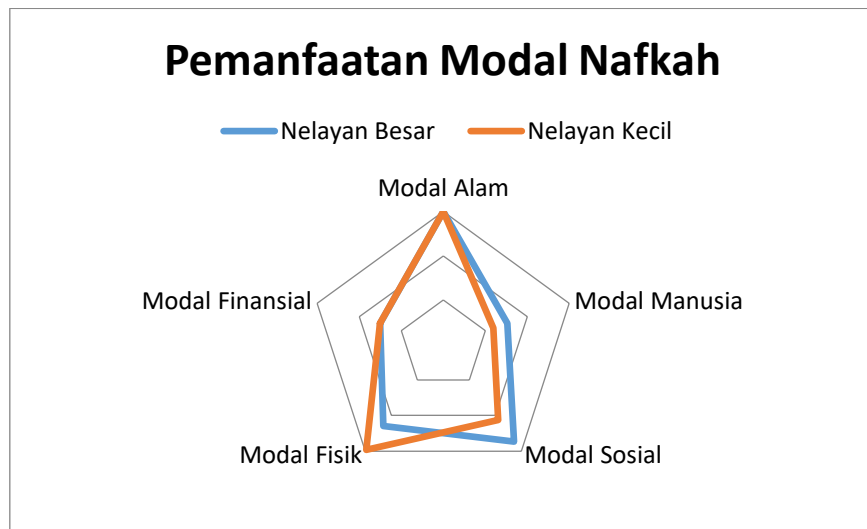 Pemanfaatan Modal Nafkah
Nelayan Besar Nelayan Kecil
Modal Alam
Modal Finansial Modal Manusia
Modal Fisik Modal Sosial